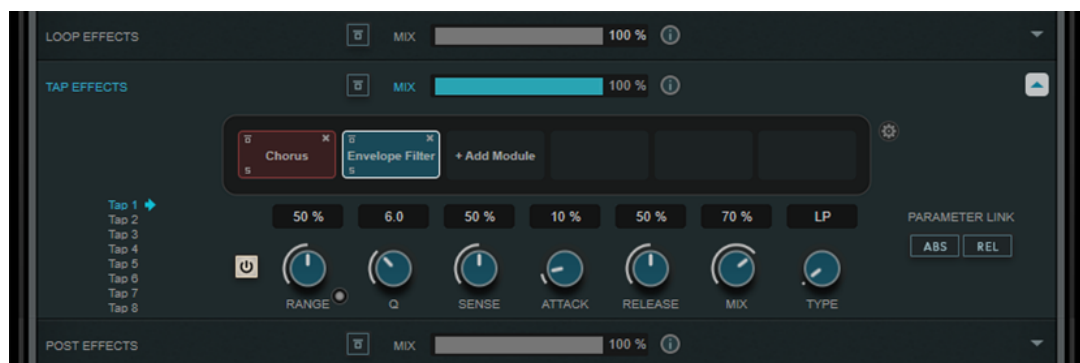 LOOP EFFECTS MIX 100 %
TAP EFFECTS MIX 100 %
Chorus Envelope Filter + Add Module
S S
Tap 1
Tap 2
Tap 3
Tap 4
Tap 5
Tap 6
Tap 7
Tap 8
50 % 6.0 50 % 10 % 50 % 70 % LP
RANGE Q SENSE ATTACK RELEASE MIX TYPE
PARAMETER LINK
ABS REL
POST EFFECTS MIX 100 %